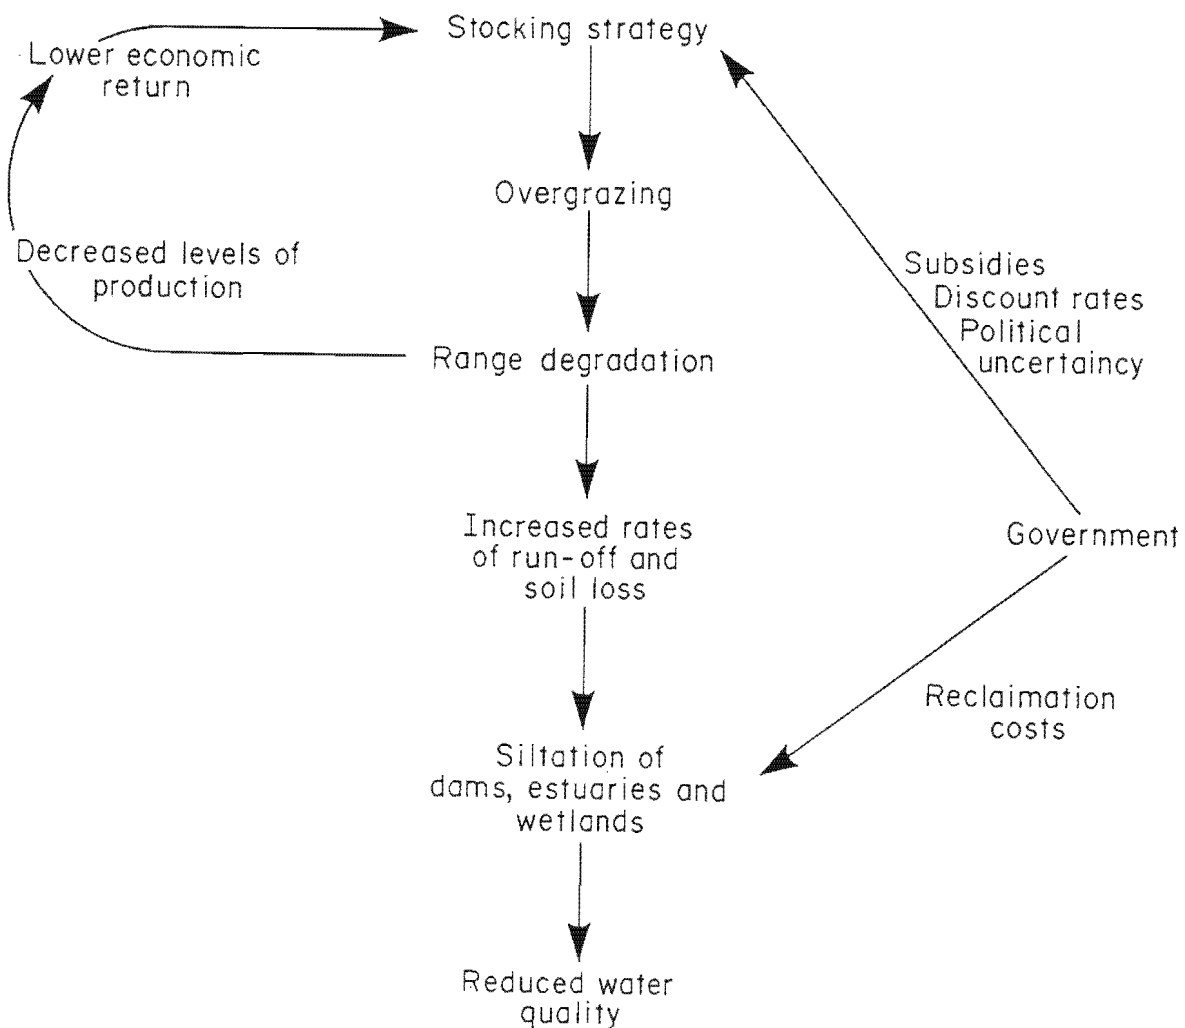 Stocking strategy
Lower economic
return
Overgrazing
Decreased levels of
production
Subsidies
Discount rates
Political
uncertaincy
Range degradation
Increased rates
of run-off and
soil loss
Government
Reclaimation
costs
Siltation of
dams, estuaries and
wetlands
Reduced water
quality